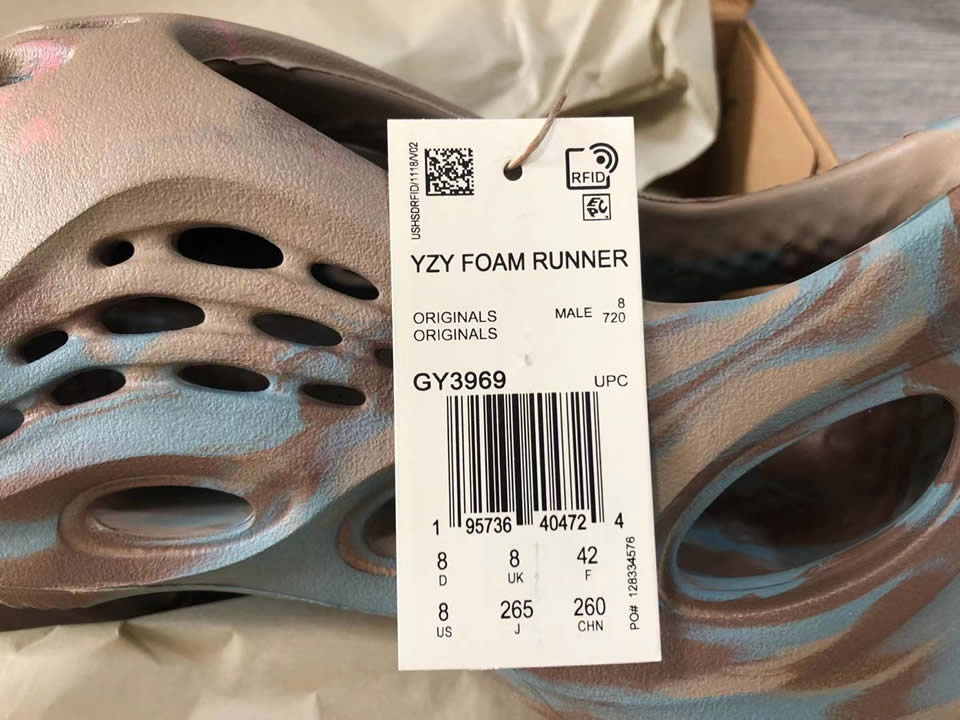 USHSDRFID/1118/V02
RFID
EPC
YZY FOAM RUNNER
ORIGINALS MALE 8
ORIGINALS 720
GY3969 UPC
1 95736 40472 4
8 8 42
D UK F
8 265 260
US J CHN
PO# 128334576